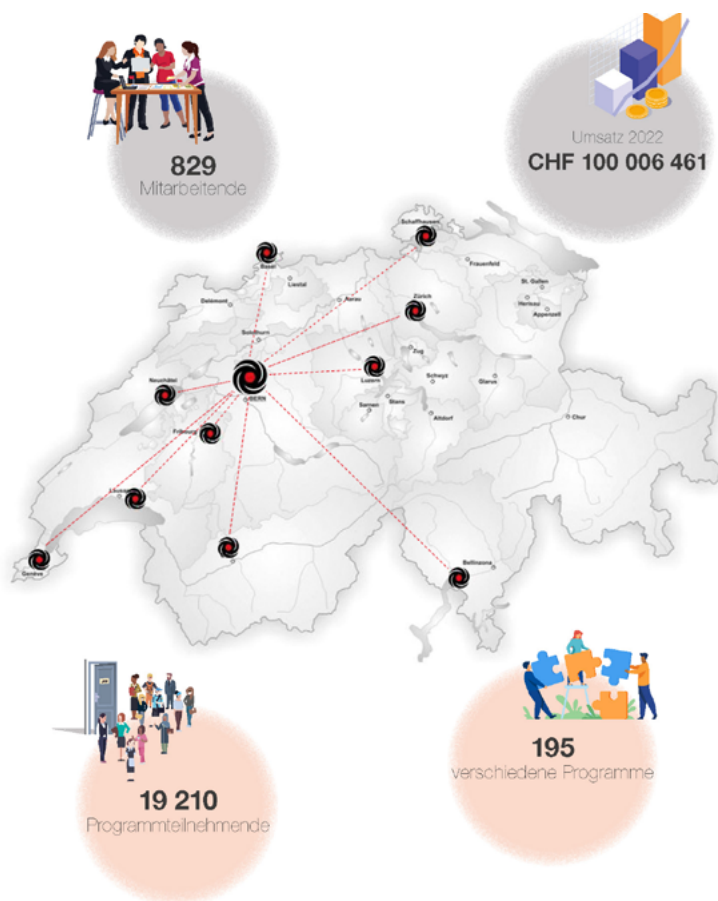 829
Mitarbeitende
Umsatz 2022
CHF 100 006 461
Schaffhausen
Basel
Liestal
Frauenfeld
St. Gallen
Herisau
Appenzell
Delémont
Aarau
Zürich
Solothurn
Zug
Luzern
Schwyz
Glarus
Neuchâtel
BERN
Sarnen
Stans
Altdorf
Chur
Fribourg
Genève
Bellinzona
195
verschiedene Programme
19 210
Programmteilnehmende